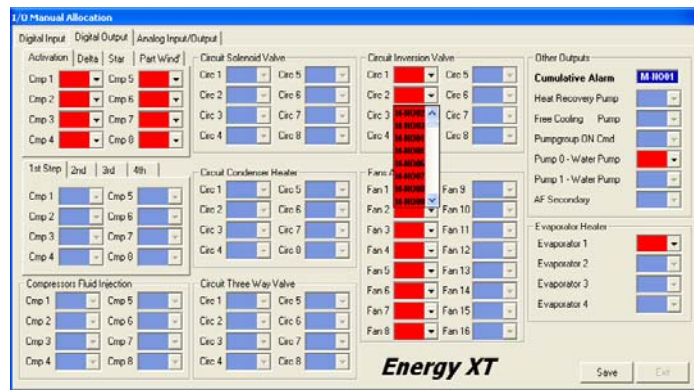 I/O Manual Allocation
Digital Input Digital Output Analog Input/Output
Activation Delta Star Part Wind'
Cmp 1 Cmp 5
Cmp 2 Cmp 6
Cmp 3 Cmp 7
Cmp 4 Cmp 8
1st Step 2nd 3rd 4th
Cmp 1 Cmp 5
Cmp 2 Cmp 6
Cmp 3 Cmp 7
Cmp 4 Cmp 8
Compressors Fluid Injection
Cmp 1 Cmp 5
Cmp 2 Cmp 6
Cmp 3 Cmp 7
Cmp 4 Cmp 8
Circuit Solenoid Valve
Circ 1 Circ 5
Circ 2 Circ 6
Circ 3 Circ 7
Circ 4 Circ 8
Circuit Condenser Heater
Circ 1 Circ 5
Circ 2 Circ 6
Circ 3 Circ 7
Circ 4 Circ 8
Circuit Three Way Valve
Circ 1 Circ 5
Circ 2 Circ 6
Circ 3 Circ 7
Circ 4 Circ 8
Circuit Inversion Valve
Circ 1 Circ 5
Circ 2 Circ 6
Circ 3 M-NO02 Circ 7
M-NO03
Circ 4 Circ 8
Fans
Fan 1 Fan 9
Fan 2 Fan 10
Fan 3 Fan 11
Fan 4 Fan 12
Fan 5 Fan 13
Fan 6 Fan 14
Fan 7 Fan 15
Fan 8 Fan 16
Other Outputs
Cumulative Alarm M-NO01
Heat Recovery Pump
Free Cooling Pump
Pumpgroup ON Cmd
Pump 0 - Water Pump
Pump 1 - Water Pump
AF Secondary
Evaporator Heater
Evaporator 1
Evaporator 2
Evaporator 3
Evaporator 4
Energy XT
Save Exit